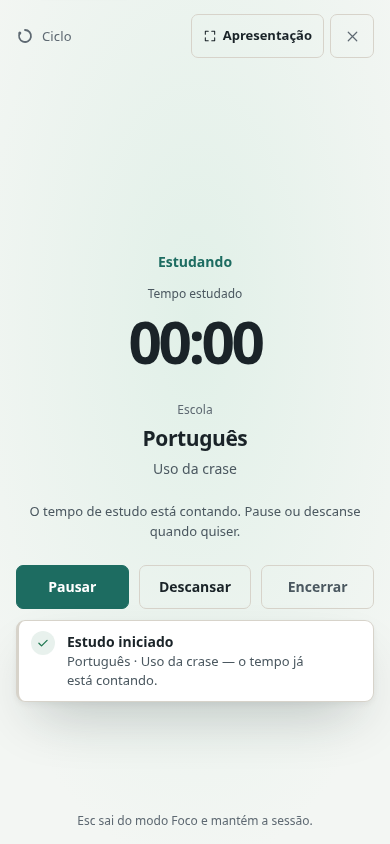 Ciclo
Apresentação
Estudando
Tempo estudado
00:00
Escola
Português
Uso da crase
O tempo de estudo está contando. Pause ou descanse
quando quiser.
Pausar
Descansar
Encerrar
Estudo iniciado
Português · Uso da crase — o tempo já
está contando.
Esc sai do modo Foco e mantém a sessão.